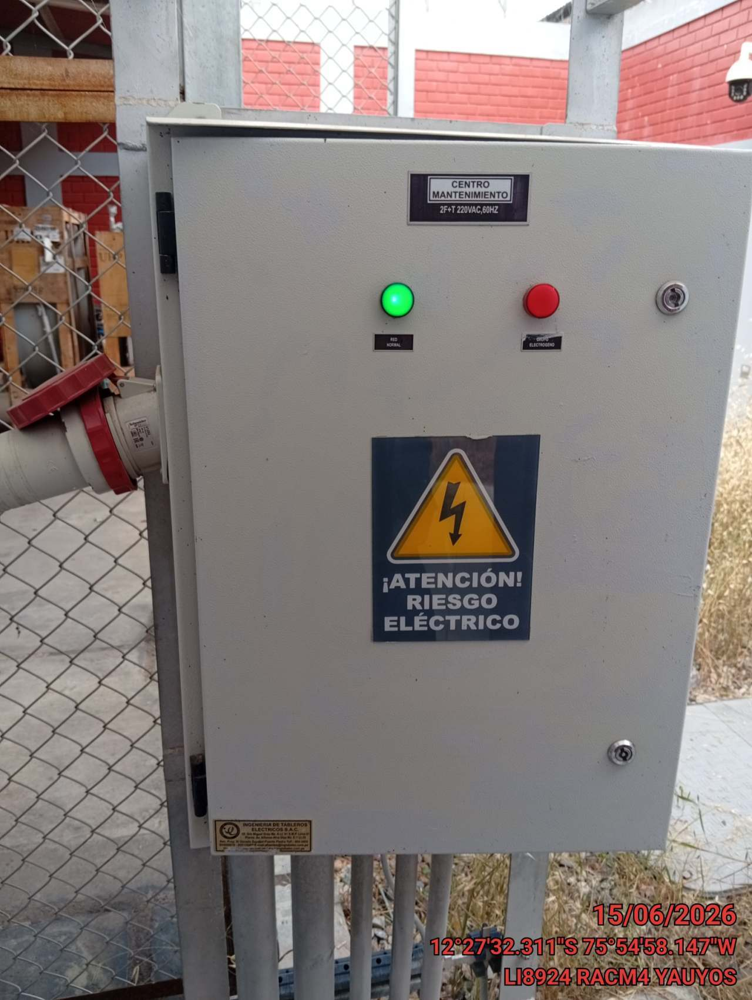 CENTRO
MANTENIMIENTO
2F+T 220VAC,60HZ
RED
NORMAL
GRUPO
ELECTROGENO
Schneider
¡ATENCIÓN!
RIESGO
ELÉCTRICO
INGENIERIA DE TABLEROS
ELECTRICOS S.A.C.
15/06/2026
12°27'32.311"S 75°54'58.147"W
LI8924 RACM4 YAUYOS